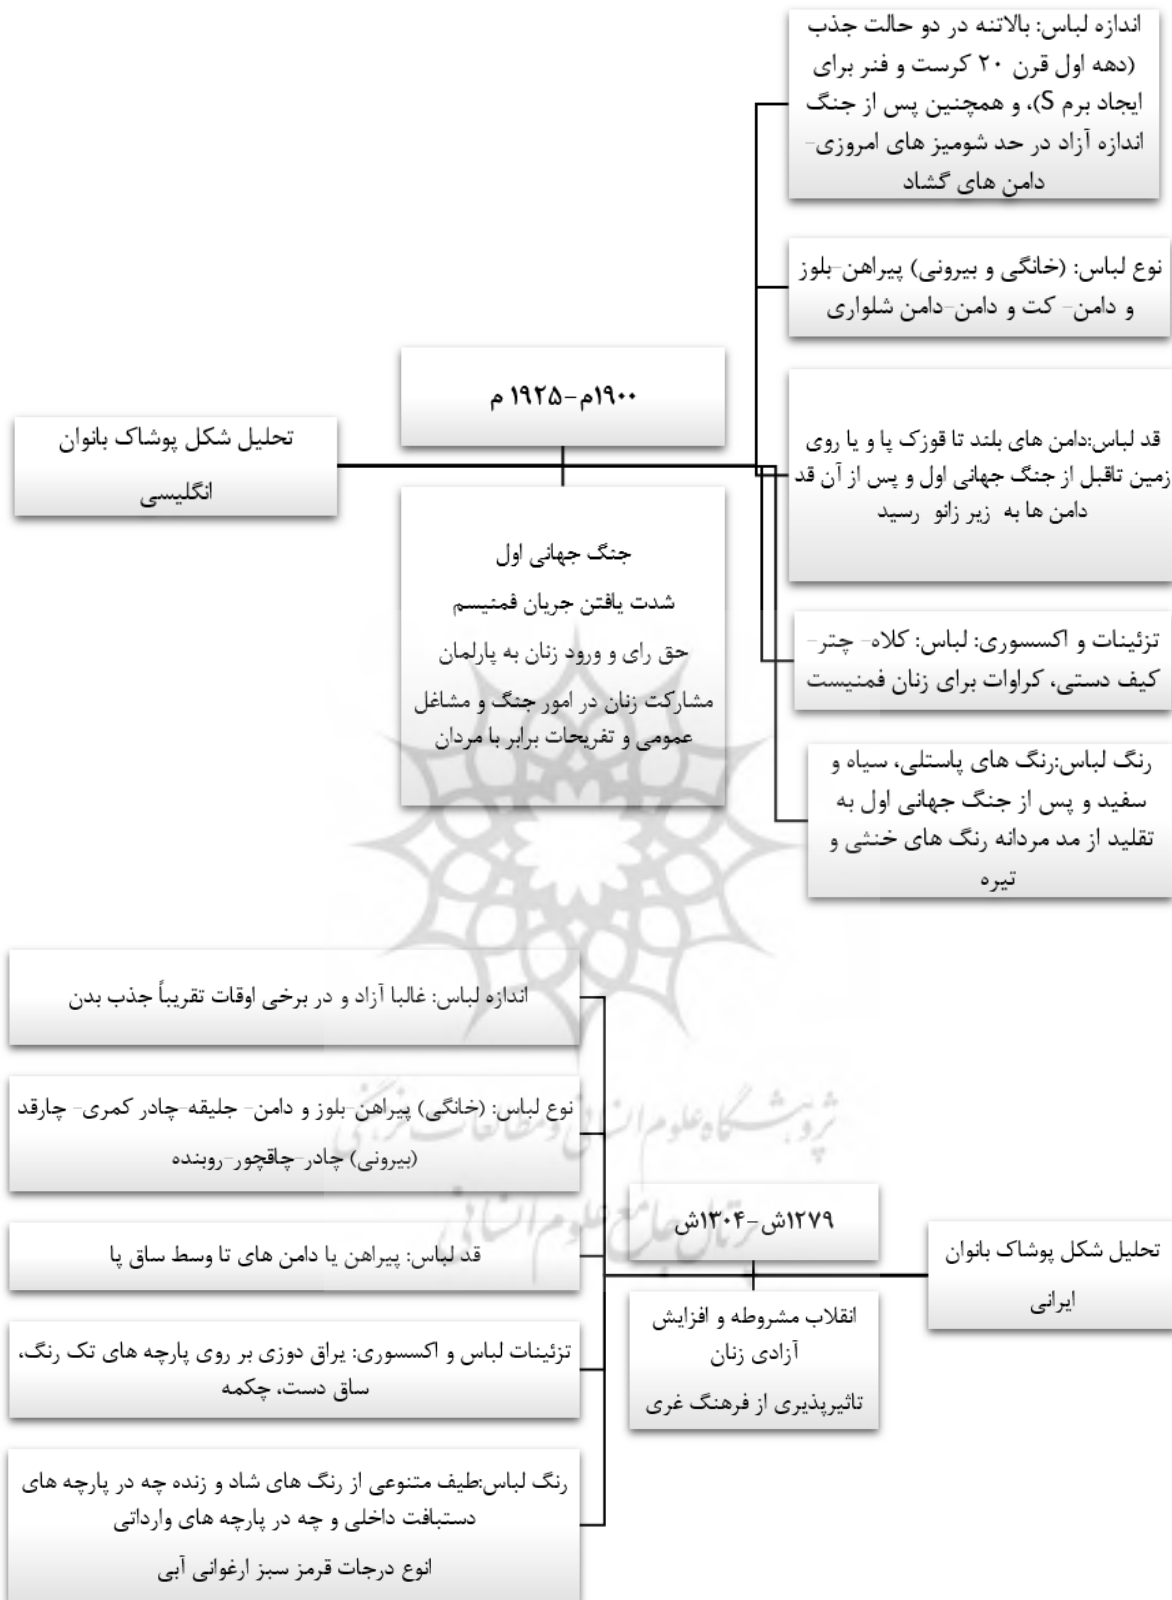 تحلیل شکل پوشاک بانوان
انگلیسی
۱۹۰۰م-۱۹۲۵ م
جنگ جهانی اول
شدت یافتن جریان فمنیسم
حق رای و ورود زنان به پارلمان
مشارکت زنان در امور جنگ و مشاغل
عمومی و تفریحات برابر با مردان
اندازه لباس: بالاتنه در دو حالت جذب
(دهه اول قرن ۲۰ کرست و فنر برای
ایجاد برم S)، و همچنین پس از جنگ
اندازه آزاد در حد شومیز های امروزی-
دامن های گشاد
نوع لباس: (خانگی و بیرونی) پیراهن-بلوز
و دامن- کت و دامن-دامن شلواری
قد لباس:دامن های بلند تا قوزک پا و یا روی
زمین تاقبل از جنگ جهانی اول و پس از آن قد
دامن ها به زیر زانو رسید
تزئینات و اکسسوری: لباس: کلاه- چتر-
کیف دستی، کراوات برای زنان فمنیست
رنگ لباس:رنگ های پاستلی، سیاه و
سفید و پس از جنگ جهانی اول به
تقلید از مد مردانه رنگ های خنثی و
تیره
تحلیل شکل پوشاک بانوان
ایرانی
۱۲۷۹ش-۱۳۰۴ش
انقلاب مشروطه و افزایش
آزادی زنان
تاثیرپذیری از فرهنگ غری
اندازه لباس: غالبا آزاد و در برخی اوقات تقریباً جذب بدن
نوع لباس: (خانگی) پیراهن-بلوز و دامن- جلیقه-چادر کمری- چارقد
(بیرونی) چادر-چاقچور-روبنده
قد لباس: پیراهن یا دامن های تا وسط ساق پا
تزئینات لباس و اکسسوری: یراق دوزی بر روی پارچه های تک رنگ،
ساق دست، چکمه
رنگ لباس:طیف متنوعی از رنگ های شاد و زنده چه در پارچه های
دستبافت داخلی و چه در پارچه های وارداتی
انوع درجات قرمز سبز ارغوانی آبی
پژوهشگاه علوم انسانی و مطالعات فرهنگی
پرتال جامع علوم انسانی